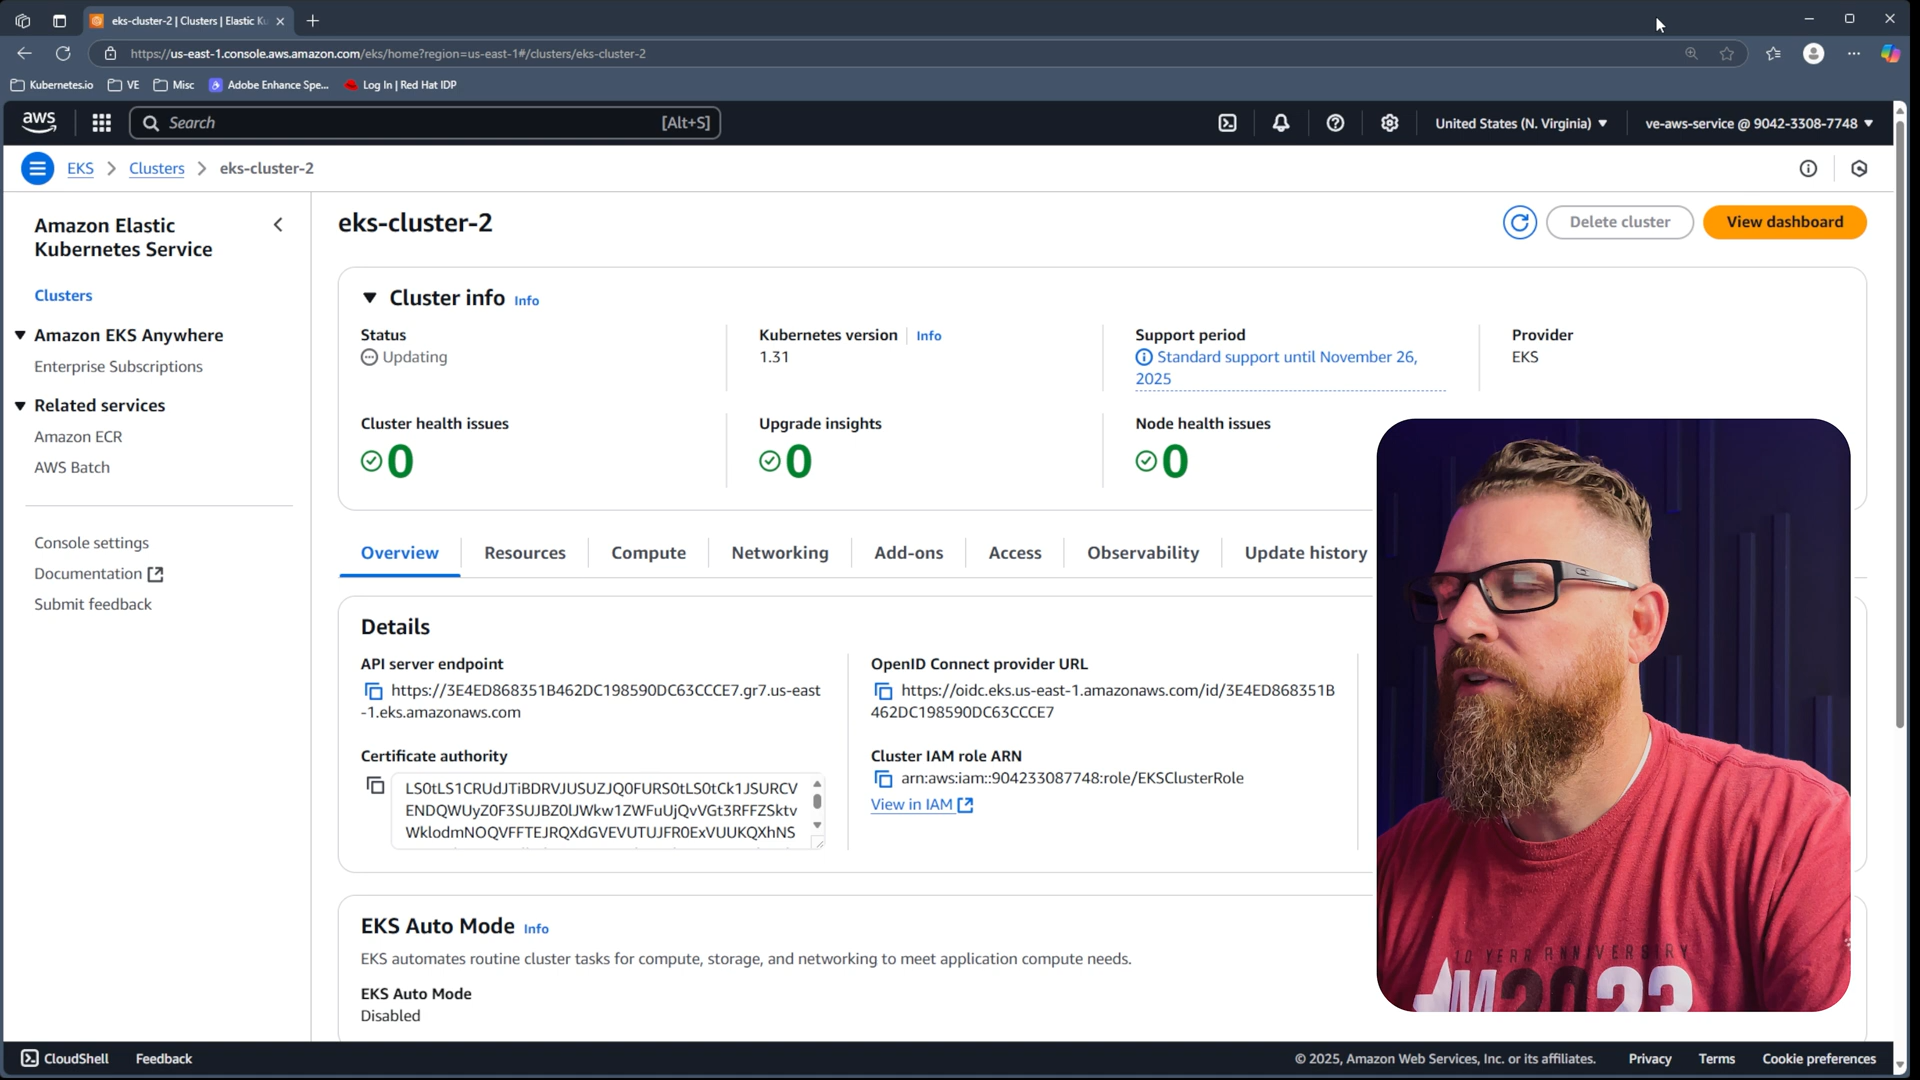 eks-cluster-2 | Clusters | Elastic Ku
https://us-east-1.console.aws.amazon.com/eks/home?region=us-east-1#/clusters/eks-cluster-2
Kubernetes.io
VE
Misc
Adobe Enhance Spe...
Log In | Red Hat IDP
aws
Search
[Alt+S]
United States (N. Virginia)
ve-aws-service @ 9042-3308-7748
EKS
Clusters
eks-cluster-2
Amazon Elastic
Kubernetes Service
Clusters
Amazon EKS Anywhere
Enterprise Subscriptions
Related services
Amazon ECR
AWS Batch
Console settings
Documentation
Submit feedback
eks-cluster-2
Delete cluster
View dashboard
Cluster info Info
Status
Updating
Kubernetes version Info
1.31
Support period
Standard support until November 26,
2025
Provider
EKS
Cluster health issues
0
Upgrade insights
0
Node health issues
0
Overview
Resources
Compute
Networking
Add-ons
Access
Observability
Update history
Details
API server endpoint
https://3E4ED868351B462DC198590DC63CCCE7.gr7.us-east
-1.eks.amazonaws.com
Certificate authority
LS0tLS1CRUdJTiBDRVJUSUZJQ0FURS0tLS0tCk1JSURCV
ENDQWUyZ0F3SUJBZ0lJWkw1ZWFuUjQvVGt3RFFZSktv
WklodmNOQVFFTEJRQXdGVEVUTUJFR0ExVUUKQXhNS
OpenID Connect provider URL
https://oidc.eks.us-east-1.amazonaws.com/id/3E4ED868351B
462DC198590DC63CCCE7
Cluster IAM role ARN
arn:aws:iam::904233087748:role/EKSClusterRole
View in IAM
EKS Auto Mode Info
EKS automates routine cluster tasks for compute, storage, and networking to meet application compute needs.
EKS Auto Mode
Disabled
10 YEAR ANNIVERSIRY
M2023
CloudShell
Feedback
© 2025, Amazon Web Services, Inc. or its affiliates.
Privacy
Terms
Cookie preferences